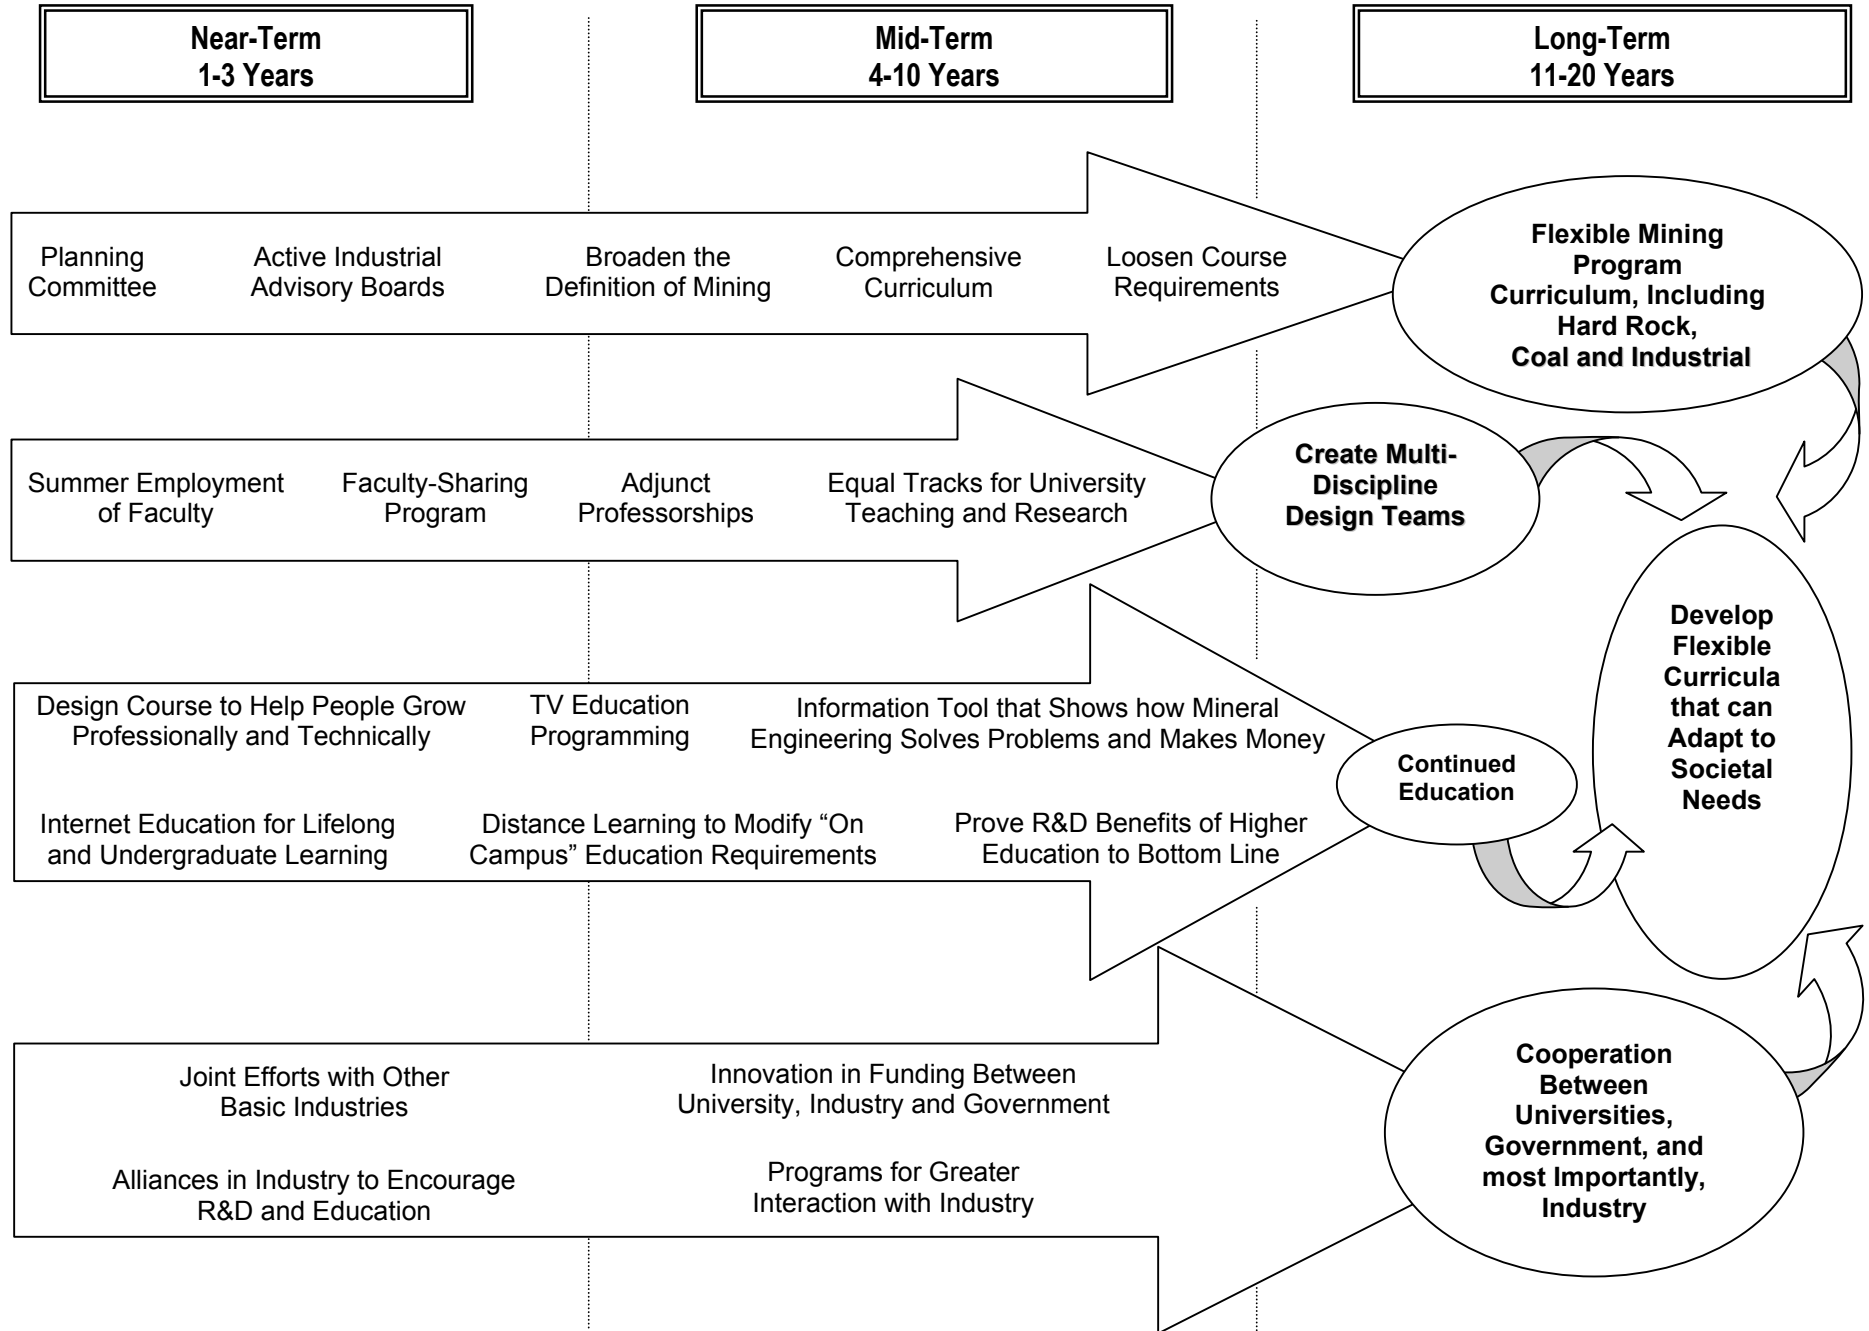 Near-Term
1-3 Years
Mid-Term
4-10 Years
Long-Term
11-20 Years
Planning
Committee
Active Industrial
Advisory Boards
Broaden the
Definition of Mining
Comprehensive
Curriculum
Loosen Course
Requirements
Flexible Mining
Program
Curriculum, Including
Hard Rock,
Coal and Industrial
Summer Employment
of Faculty
Faculty-Sharing
Program
Adjunct
Professorships
Equal Tracks for University
Teaching and Research
Create Multi-
Discipline
Design Teams
Design Course to Help People Grow
Professionally and Technically
TV Education
Programming
Information Tool that Shows how Mineral
Engineering Solves Problems and Makes Money
Internet Education for Lifelong
and Undergraduate Learning
Distance Learning to Modify “On
Campus” Education Requirements
Prove R&D Benefits of Higher
Education to Bottom Line
Continued
Education
Develop
Flexible
Curricula
that can
Adapt to
Societal
Needs
Joint Efforts with Other
Basic Industries
Innovation in Funding Between
University, Industry and Government
Alliances in Industry to Encourage
R&D and Education
Programs for Greater
Interaction with Industry
Cooperation
Between
Universities,
Government, and
most Importantly,
Industry